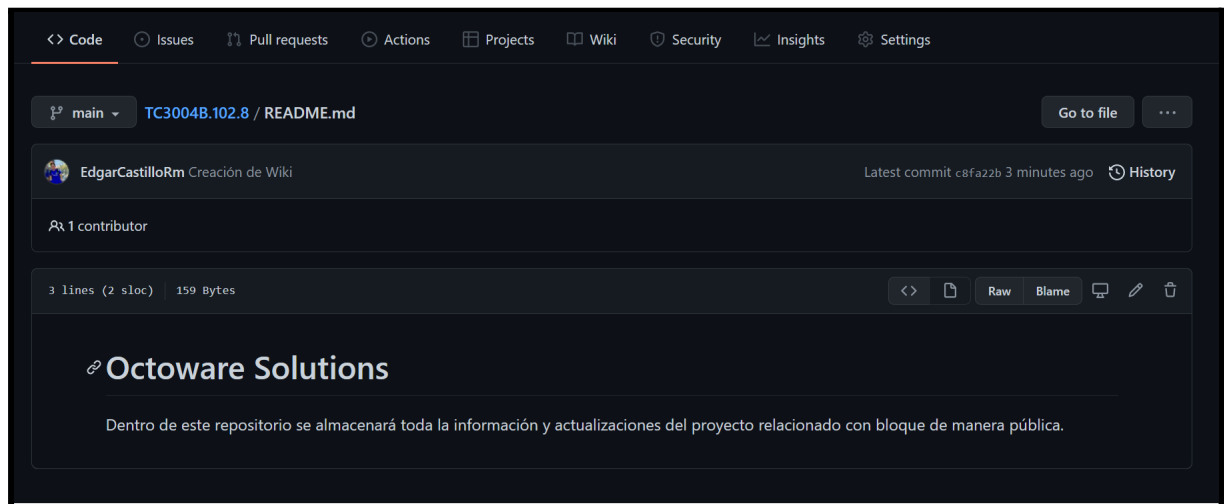 <> Code Issues Pull requests Actions Projects Wiki Security Insights Settings
main TC3004B.102.8 / README.md Go to file ...
EdgarCastilloRm Creación de Wiki Latest commit c8fa22b 3 minutes ago History
1 contributor
3 lines (2 sloc) 159 Bytes <> Raw Blame
Octoware Solutions
Dentro de este repositorio se almacenará toda la información y actualizaciones del proyecto relacionado con bloque de manera pública.